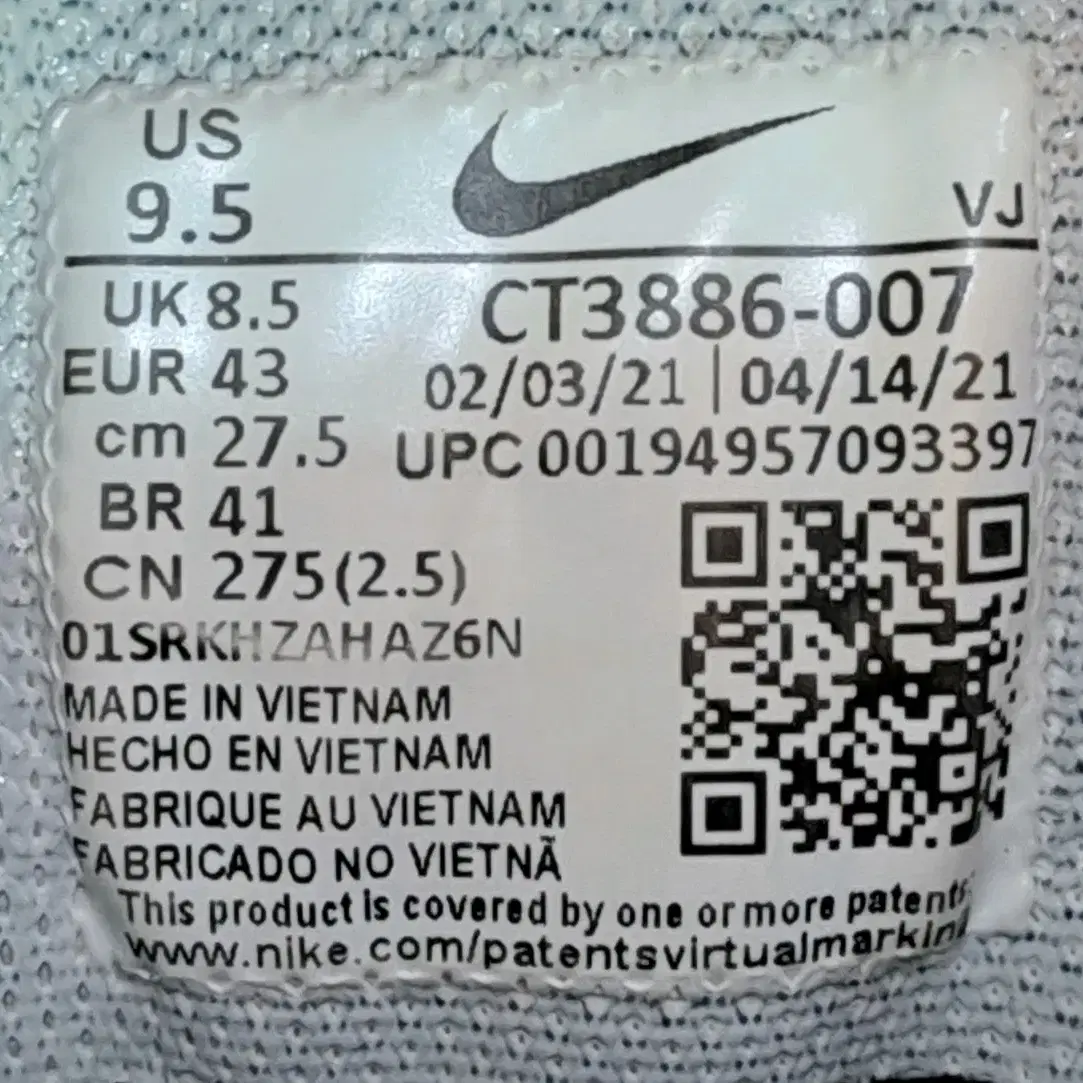 US
9.5
VJ
UK 8.5
CT3886-007
EUR 43
02/03/21 | 04/14/21
cm 27.5
UPC 00194957093397
BR 41
CN 275(2.5)
01SRKHZAHAZ6N
MADE IN VIETNAM
HECHO EN VIETNAM
FABRIQUE AU VIETNAM
FABRICADO NO VIETNÃ
This product is covered by one or more patents
www.nike.com/patentsvirtualmarking